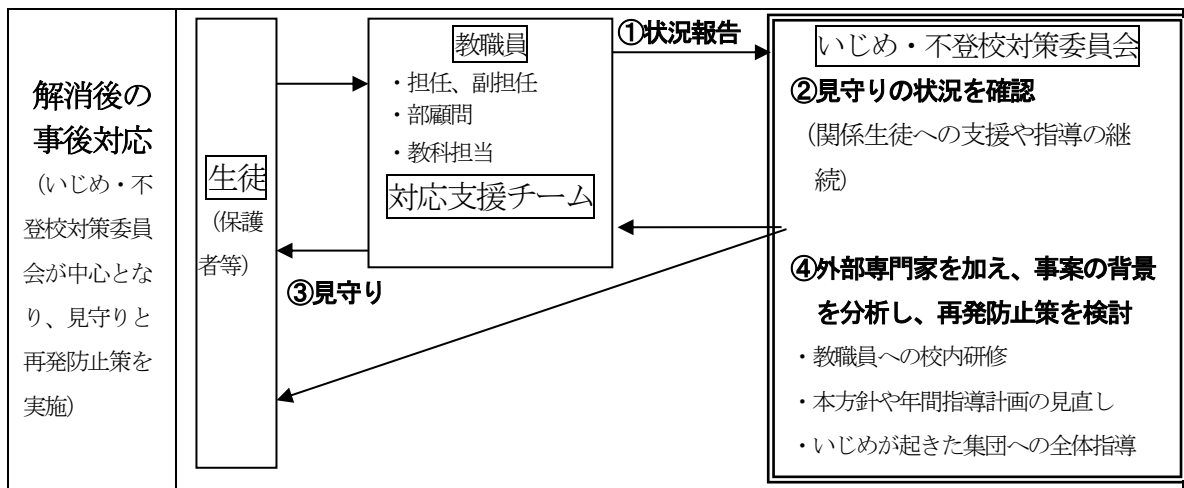 解消後の
事後対応
（いじめ・不
登校対策委員
会が中心とな
り、見守りと
再発防止策を
実施）
生徒
（保護
者等）
教職員
・担任、副担任
・部顧問
・教科担当
対応支援チーム
①状況報告
③見守り
いじめ・不登校対策委員会
②見守りの状況を確認
（関係生徒への支援や指導の継
続）
④外部専門家を加え、事案の背景
を分析し、再発防止策を検討
・教職員への校内研修
・本方針や年間指導計画の見直し
・いじめが起きた集団への全体指導